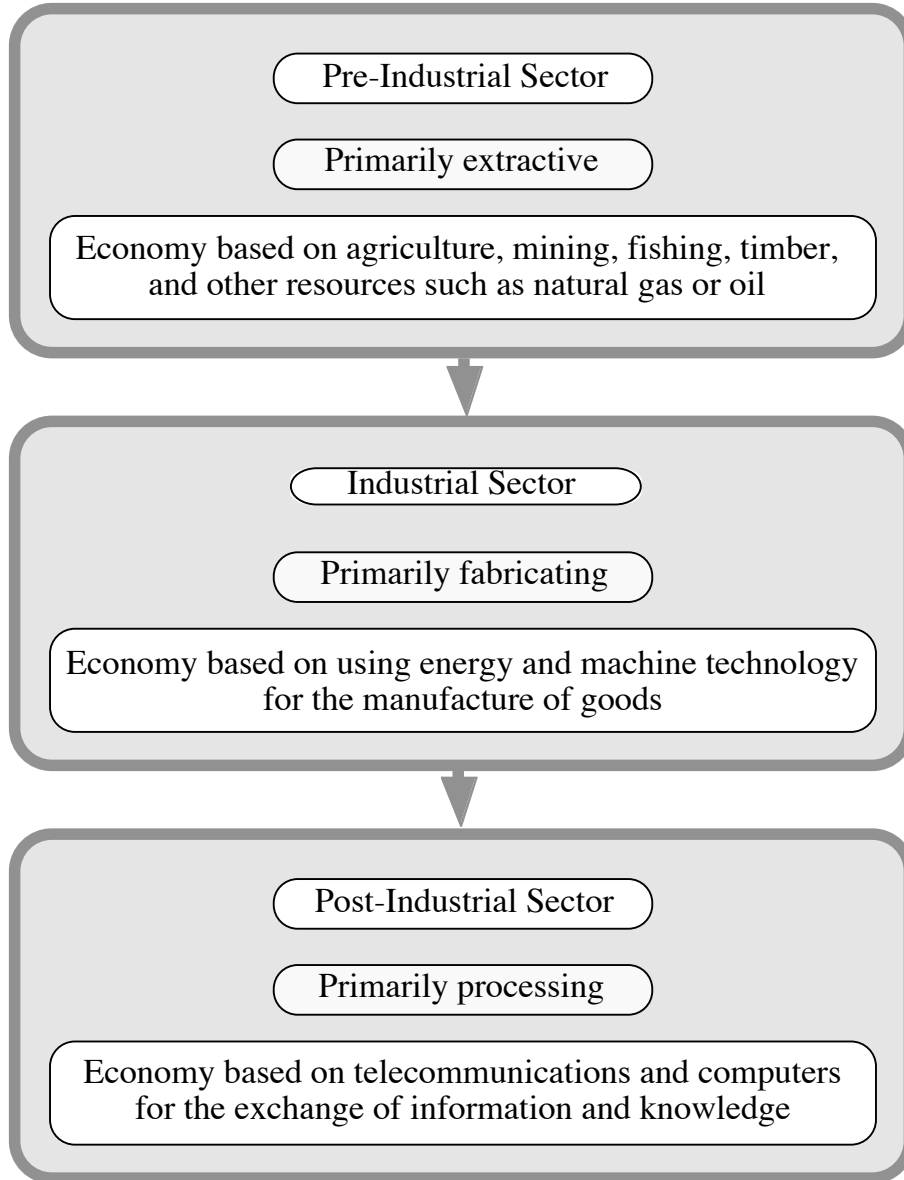 Pre-Industrial Sector
Primarily extractive
Economy based on agriculture, mining, fishing, timber,
and other resources such as natural gas or oil
Industrial Sector
Primarily fabricating
Economy based on using energy and machine technology
for the manufacture of goods
Post-Industrial Sector
Primarily processing
Economy based on telecommunications and computers
for the exchange of information and knowledge